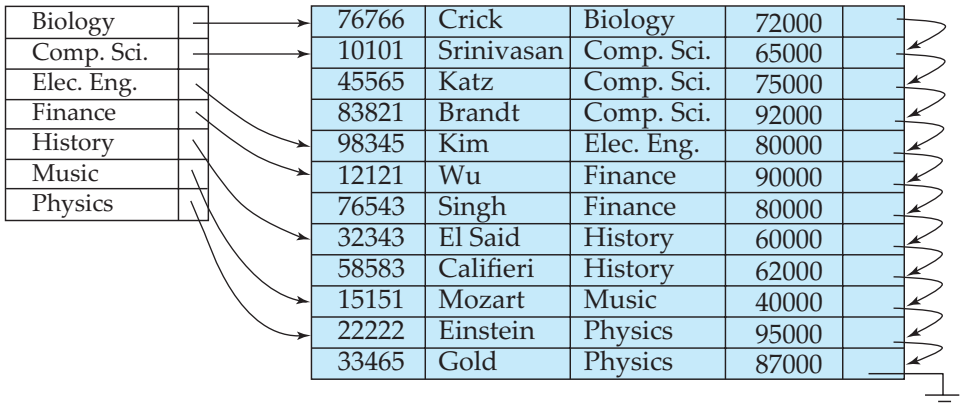 Biology
Comp. Sci.
Elec. Eng.
Finance
History
Music
Physics
76766 Crick Biology 72000
10101 Srinivasan Comp. Sci. 65000
45565 Katz Comp. Sci. 75000
83821 Brandt Comp. Sci. 92000
98345 Kim Elec. Eng. 80000
12121 Wu Finance 90000
76543 Singh Finance 80000
32343 El Said History 60000
58583 Califieri History 62000
15151 Mozart Music 40000
22222 Einstein Physics 95000
33465 Gold Physics 87000